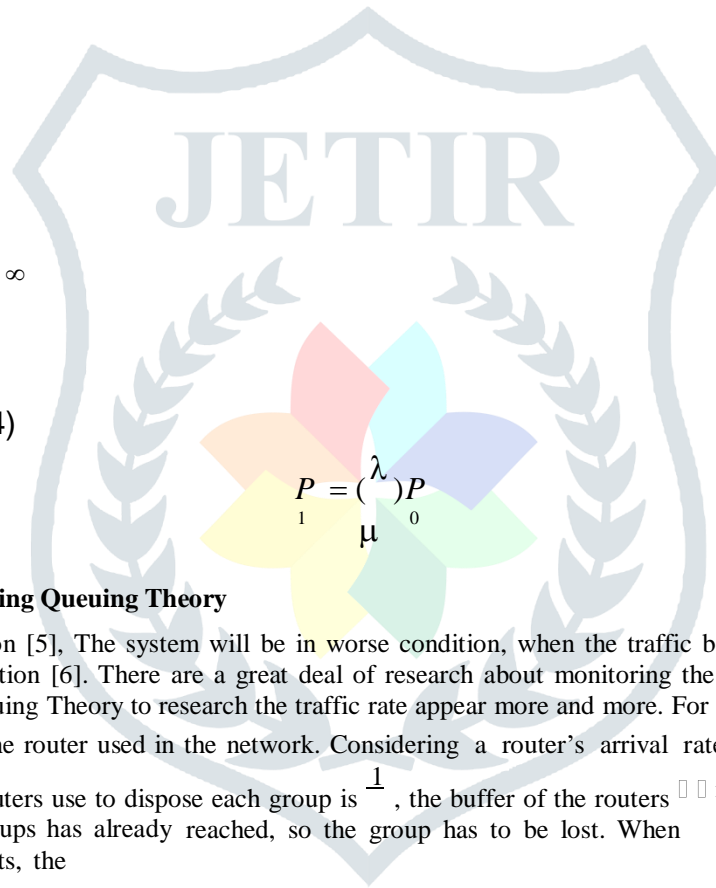 JETIR
∞
4)
P1 = (λ/μ)P0
ing Queuing Theory
on [5], The system will be in worse condition, when the traffic b
tion [6]. There are a great deal of research about monitoring the
uing Theory to research the traffic rate appear more and more. For
he router used in the network. Considering a router's arrival rate
uters use to dispose each group is 1 , the buffer of the routers
ups has already reached, so the group has to be lost. When
ts, the